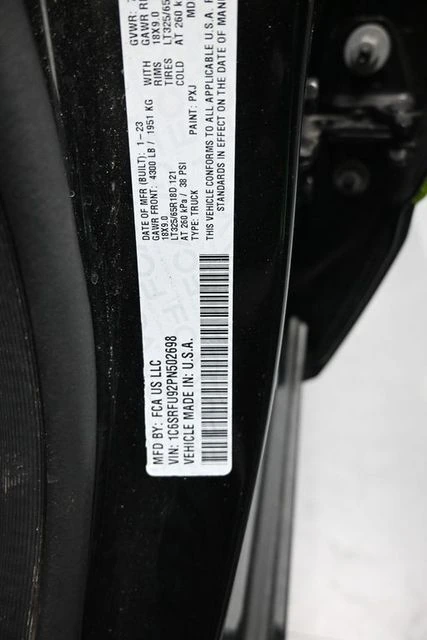 MFD BY: FCA US LLC
DATE OF MFR (BUILT): 1-23
GVWR:
GAWR FRONT: 4300 LB / 1951 KG WITH
18X9.0 RIMS
LT325/65R18D 121 TIRES
AT 260 kPa / 38 PSI COLD
GAWR
18X9.0
LT325/65
AT 260
VIN: 1C6SRFU92PN502698
TYPE: TRUCK
PAINT: PXJ
VEHICLE MADE IN: U.S.A.
THIS VEHICLE CONFORMS TO ALL APPLICABLE U.S.A.
STANDARDS IN EFFECT ON THE DATE OF